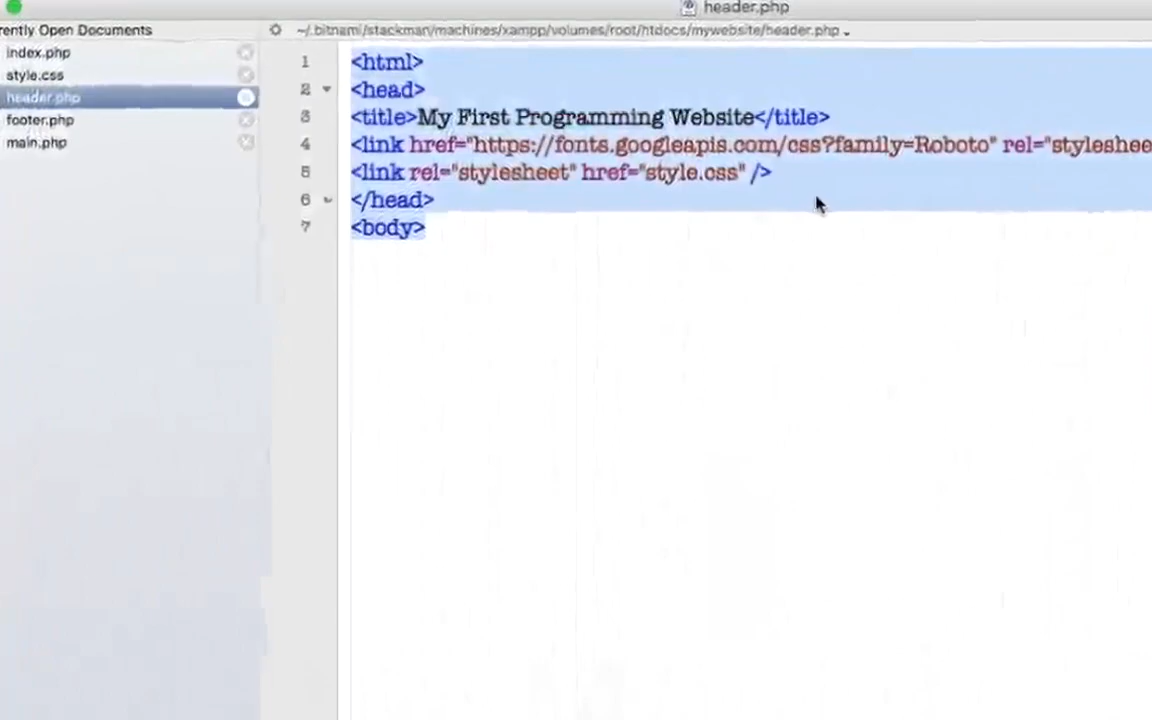 header.php
rently Open Documents
~/.bitnami/stackman/machines/xampp/volumes/root/htdocs/mywebsite/header.php
index.php
style.css
header.php
footer.php
main.php
1 <html>
2 <head>
3 <title>My First Programming Website</title>
4 <link href="https://fonts.googleapis.com/css?family=Roboto" rel="styleshee
5 <link rel="stylesheet" href="style.css" />
6 </head>
7 <body>